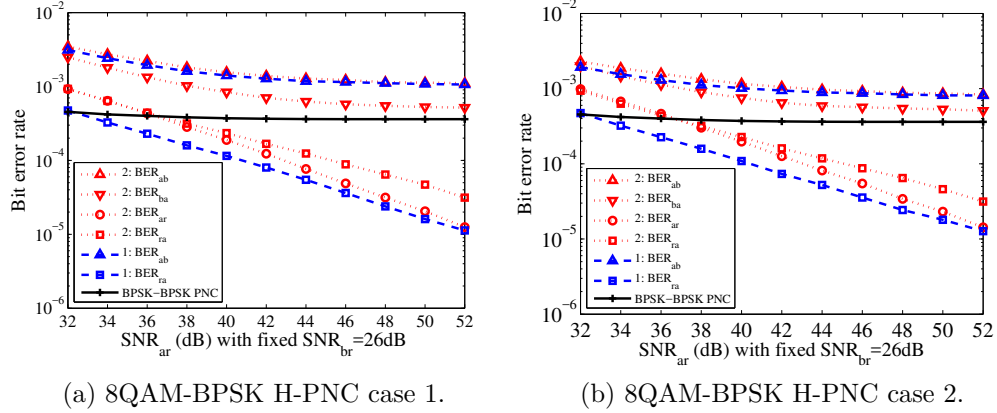 10^-2
10^-3
10^-4
10^-5
10^-6
Bit error rate
2: BER_ab
2: BER_ba
2: BER_ar
2: BER_ra
1: BER_ab
1: BER_ra
BPSK−BPSK PNC
32 34 36 38 40 42 44 46 48 50 52
SNR_ar (dB) with fixed SNR_br=26dB
(a) 8QAM-BPSK H-PNC case 1.
10^-2
10^-3
10^-4
10^-5
10^-6
Bit error rate
2: BER_ab
2: BER_ba
2: BER_ar
2: BER_ra
1: BER_ab
1: BER_ra
BPSK−BPSK PNC
32 34 36 38 40 42 44 46 48 50 52
SNR_ar (dB) with fixed SNR_br=26dB
(b) 8QAM-BPSK H-PNC case 2.